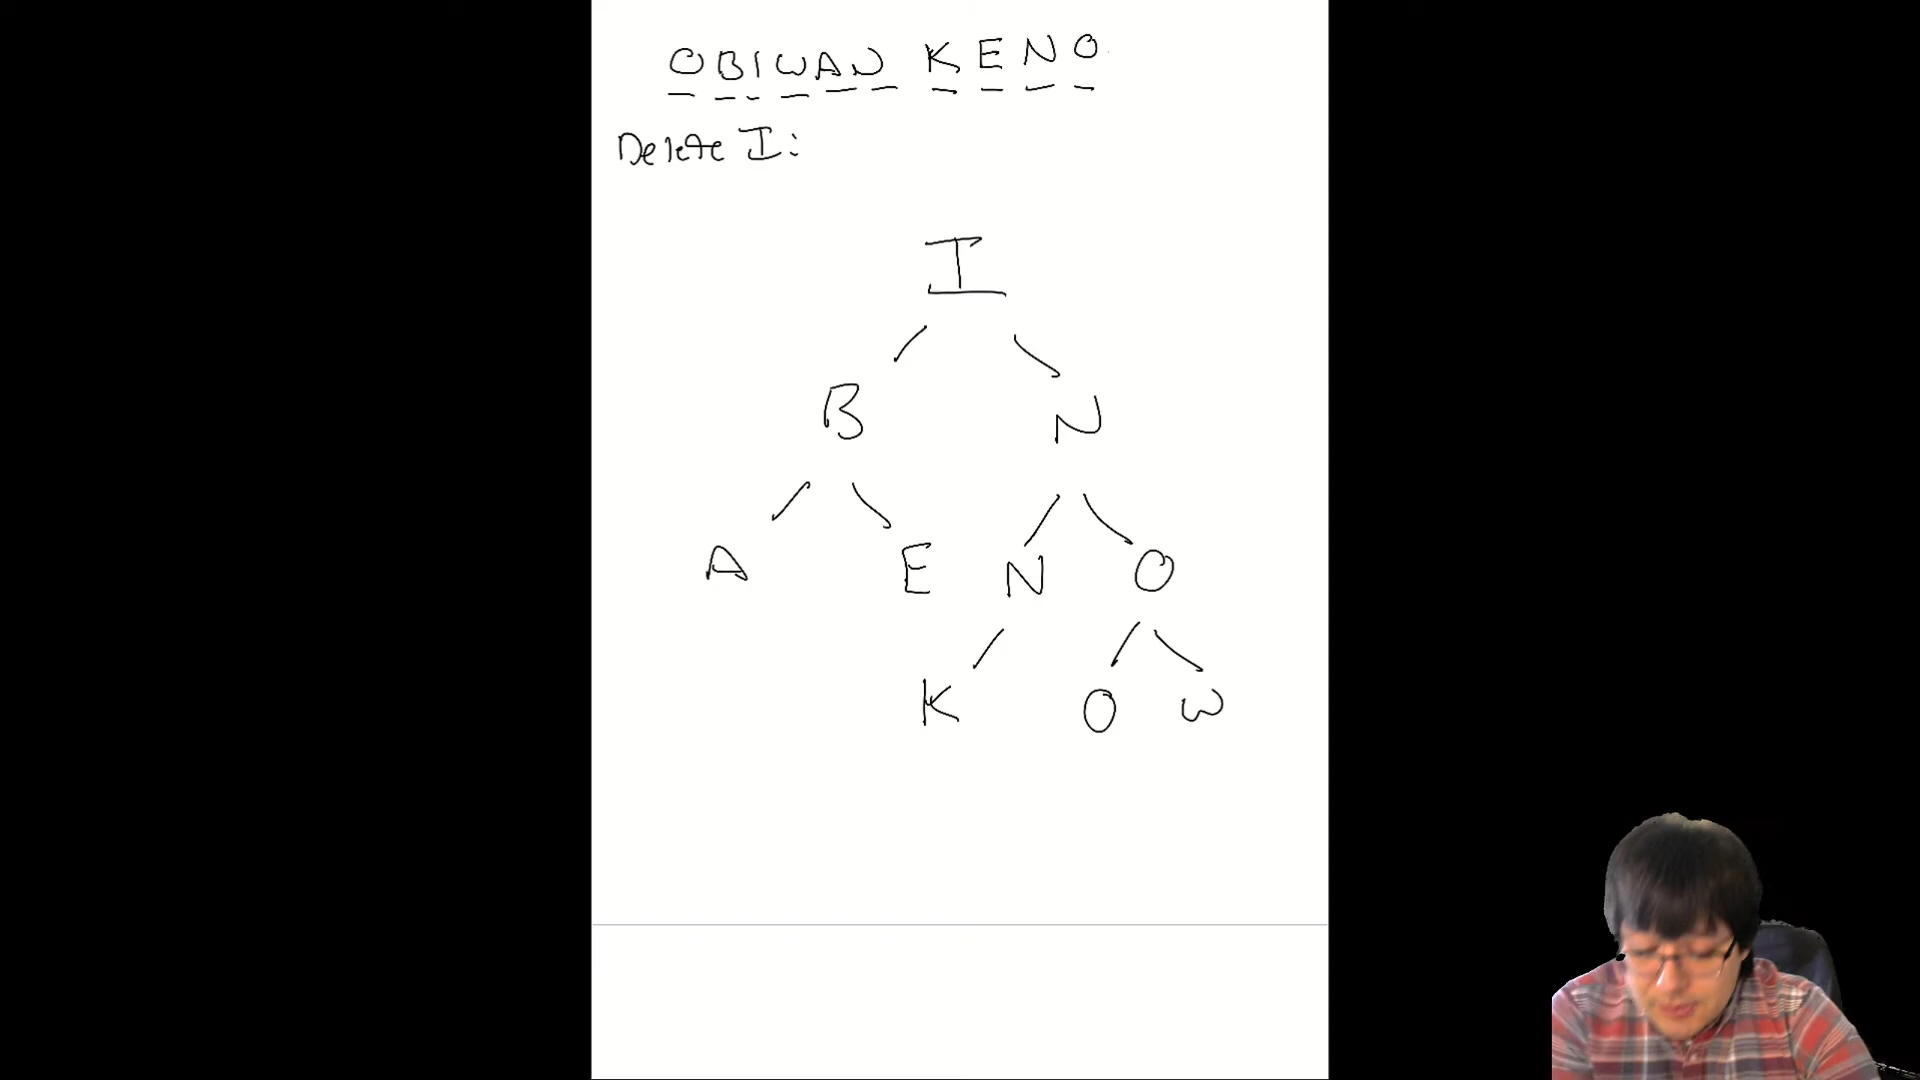 OBIWAN KENO
Delete I:
I
B N
A E N O
K O W